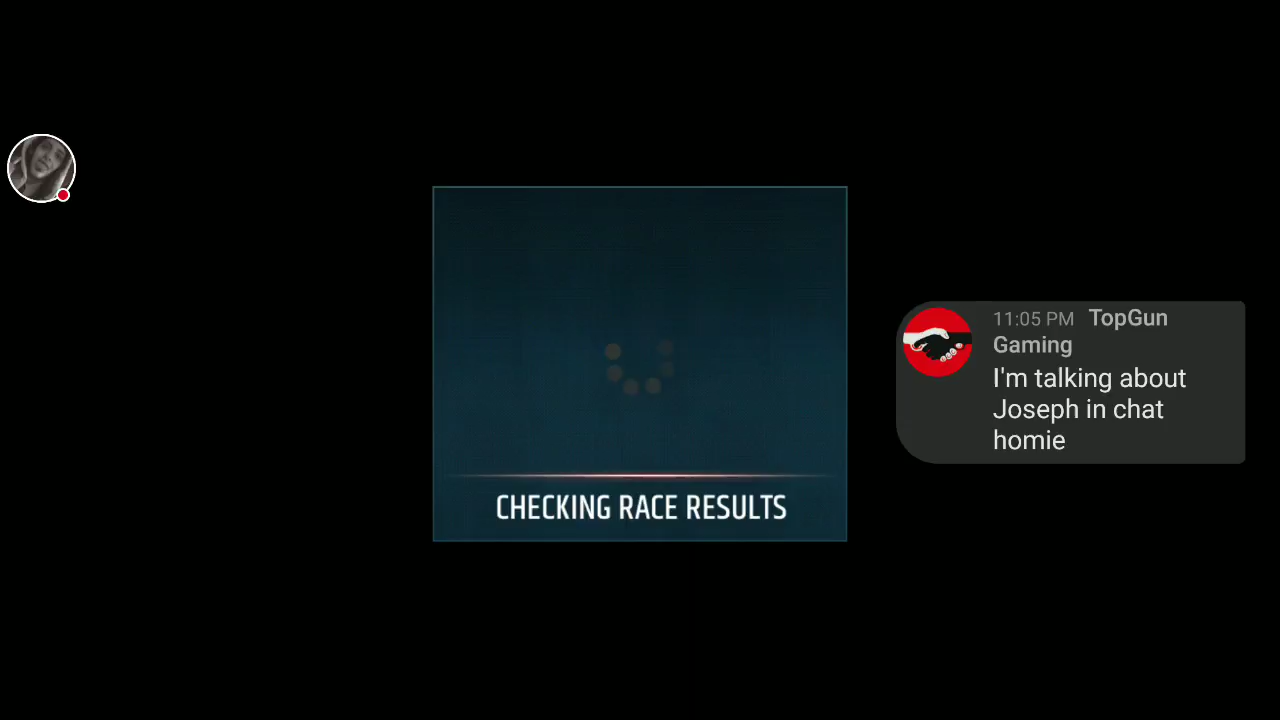 11:05 PM TopGun
Gaming
I'm talking about
Joseph in chat
homie
CHECKING RACE RESULTS